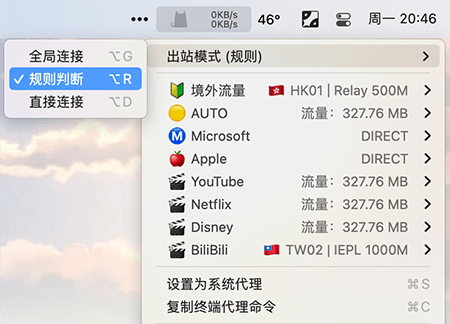 ••• 0KB/s 0KB/s 46° 周一 20:46
全局连接 ⌥G
✓ 规则判断 ⌥R
直接连接 ⌥D
出站模式 (规则) >
境外流量 🇭🇰 HK01 | Relay 500M >
AUTO 流量：327.76 MB >
M Microsoft DIRECT >
Apple DIRECT >
YouTube 流量：327.76 MB >
Netflix 流量：327.76 MB >
Disney 流量：327.76 MB >
BiliBili 🇹🇼 TW02 | IEPL 1000M >
设置为系统代理 ⌘S
复制终端代理命令 ⌘C